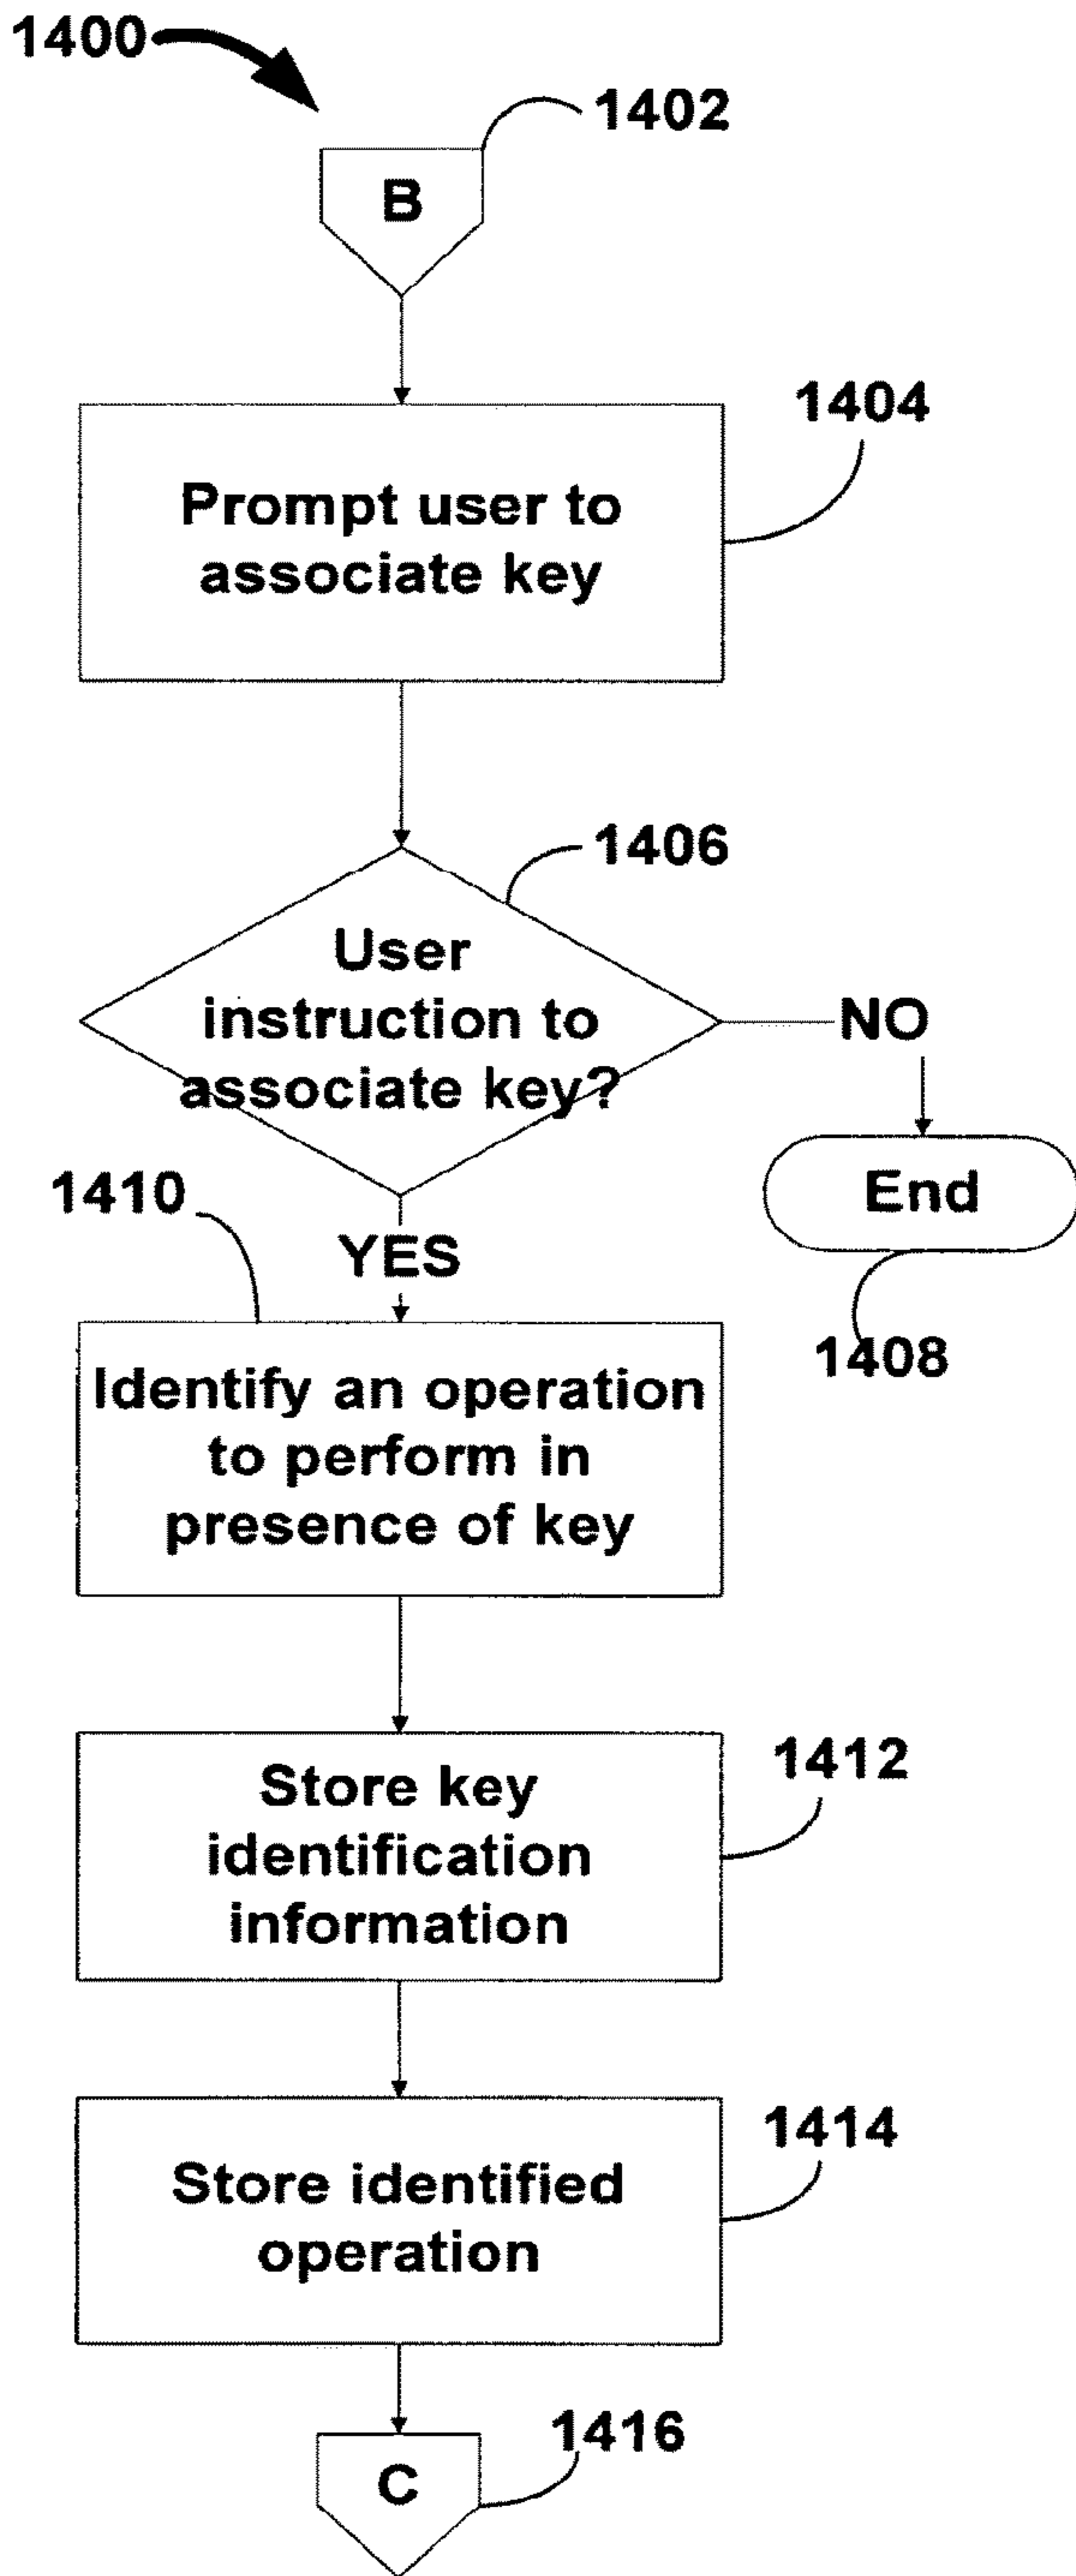 1400
1402
B
1404
Prompt user to
associate key
1406
User
instruction to
associate key?
NO
End
1408
1410
YES
Identify an operation
to perform in
presence of key
1412
Store key
identification
information
1414
Store identified
operation
1416
C